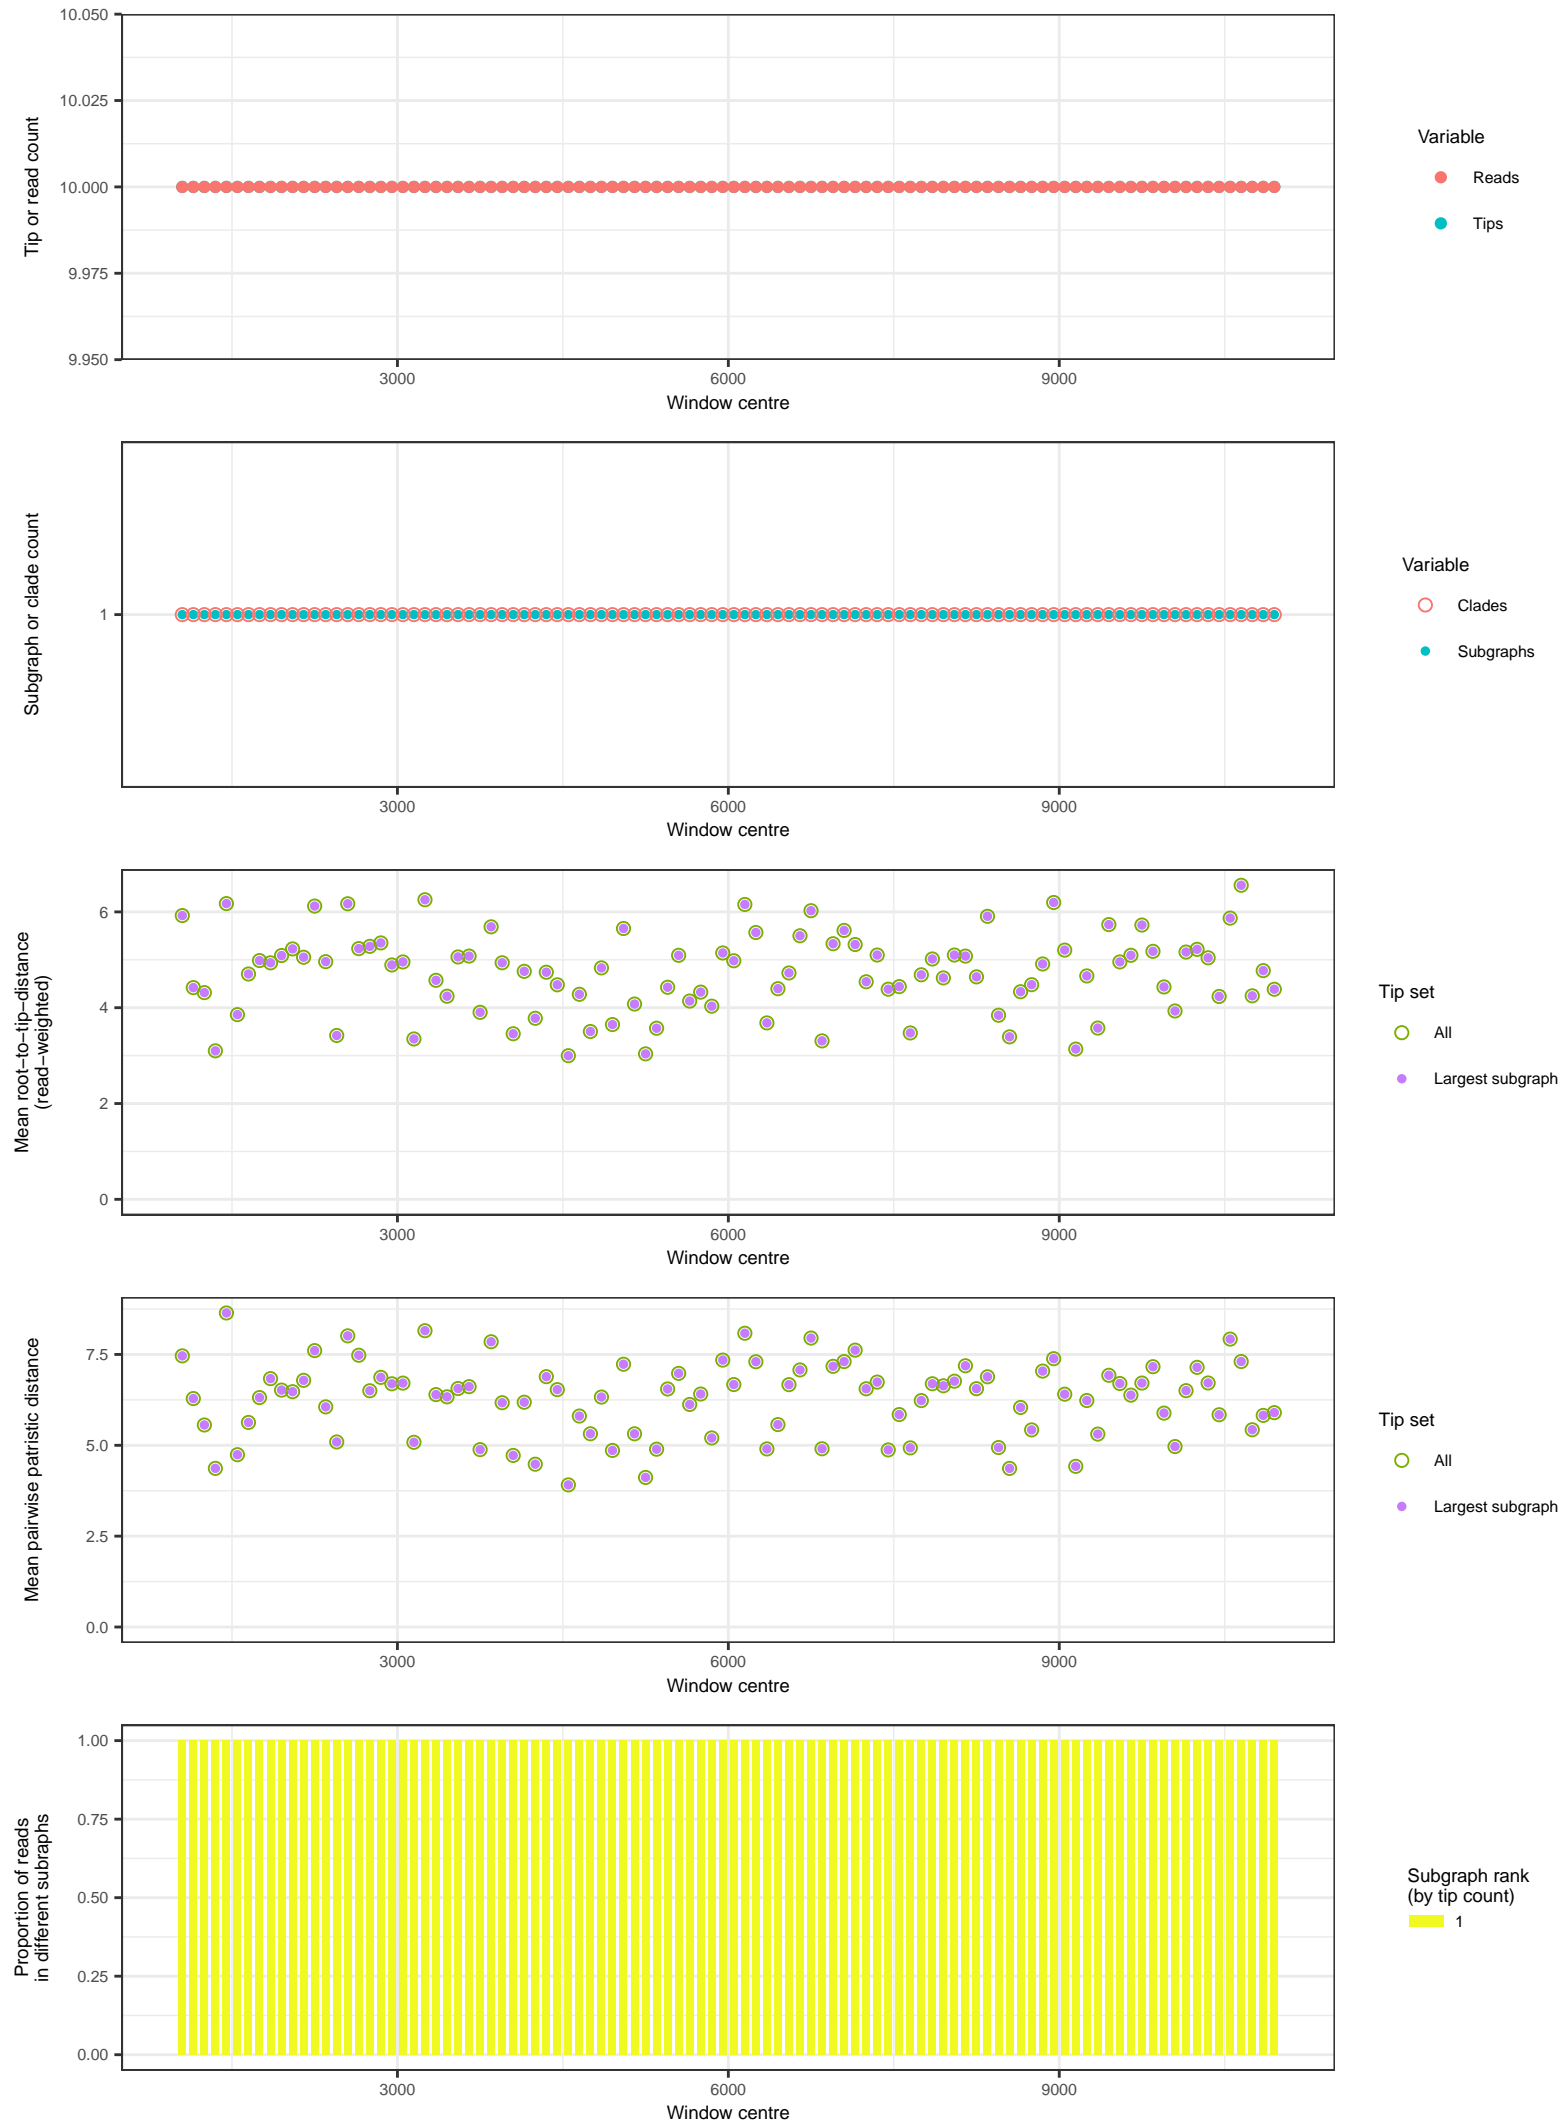 10.050
10.025
10.000
9.975
9.950
Tip or read count
3000
6000
9000
Window centre
Variable
Reads
Tips
1
Subgraph or clade count
3000
6000
9000
Window centre
Variable
Clades
Subgraphs
6
4
2
0
Mean root−to−tip−distance
(read−weighted)
3000
6000
9000
Window centre
Tip set
All
Largest subgraph
7.5
5.0
2.5
0.0
Mean pairwise patristic distance
3000
6000
9000
Window centre
Tip set
All
Largest subgraph
1.00
0.75
0.50
0.25
0.00
Proportion of reads
in different subraphs
3000
6000
9000
Window centre
Subgraph rank
(by tip count)
1